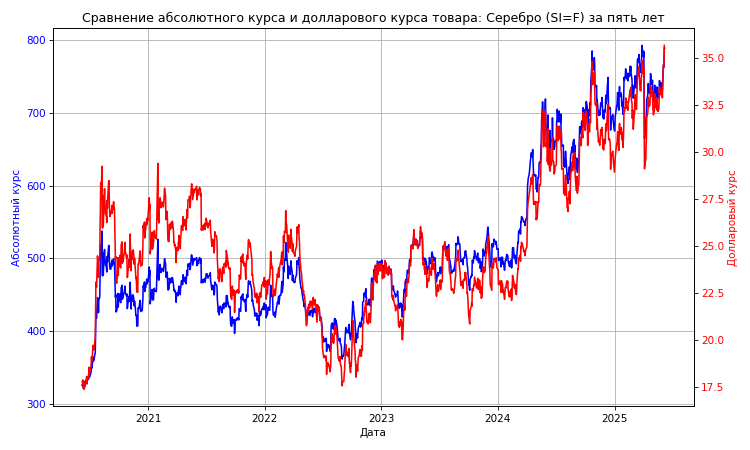 Сравнение абсолютного курса и долларового курса товара: Серебро (SI=F) за пять лет
Абсолютный курс
800
700
600
500
400
300
Долларовый курс
35.0
32.5
30.0
27.5
25.0
22.5
20.0
17.5
2021 2022 2023 2024 2025
Дата